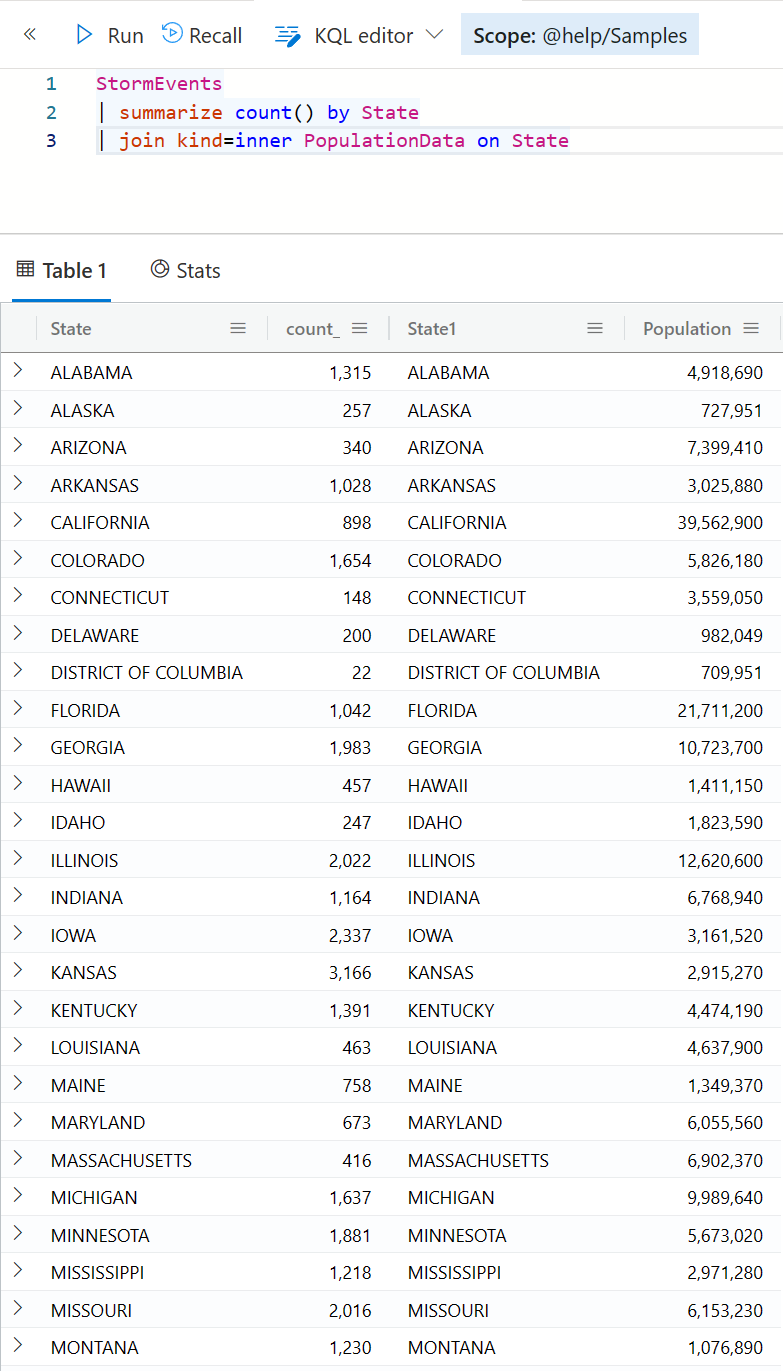 « Run Recall KQL editor Scope: @help/Samples
1 StormEvents
2 | summarize count() by State
3 | join kind=inner PopulationData on State
Table 1 Stats
State count_ State1 Population
ALABAMA 1,315 ALABAMA 4,918,690
ALASKA 257 ALASKA 727,951
ARIZONA 340 ARIZONA 7,399,410
ARKANSAS 1,028 ARKANSAS 3,025,880
CALIFORNIA 898 CALIFORNIA 39,562,900
COLORADO 1,654 COLORADO 5,826,180
CONNECTICUT 148 CONNECTICUT 3,559,050
DELAWARE 200 DELAWARE 982,049
DISTRICT OF COLUMBIA 22 DISTRICT OF COLUMBIA 709,951
FLORIDA 1,042 FLORIDA 21,711,200
GEORGIA 1,983 GEORGIA 10,723,700
HAWAII 457 HAWAII 1,411,150
IDAHO 247 IDAHO 1,823,590
ILLINOIS 2,022 ILLINOIS 12,620,600
INDIANA 1,164 INDIANA 6,768,940
IOWA 2,337 IOWA 3,161,520
KANSAS 3,166 KANSAS 2,915,270
KENTUCKY 1,391 KENTUCKY 4,474,190
LOUISIANA 463 LOUISIANA 4,637,900
MAINE 758 MAINE 1,349,370
MARYLAND 673 MARYLAND 6,055,560
MASSACHUSETTS 416 MASSACHUSETTS 6,902,370
MICHIGAN 1,637 MICHIGAN 9,989,640
MINNESOTA 1,881 MINNESOTA 5,673,020
MISSISSIPPI 1,218 MISSISSIPPI 2,971,280
MISSOURI 2,016 MISSOURI 6,153,230
MONTANA 1,230 MONTANA 1,076,890